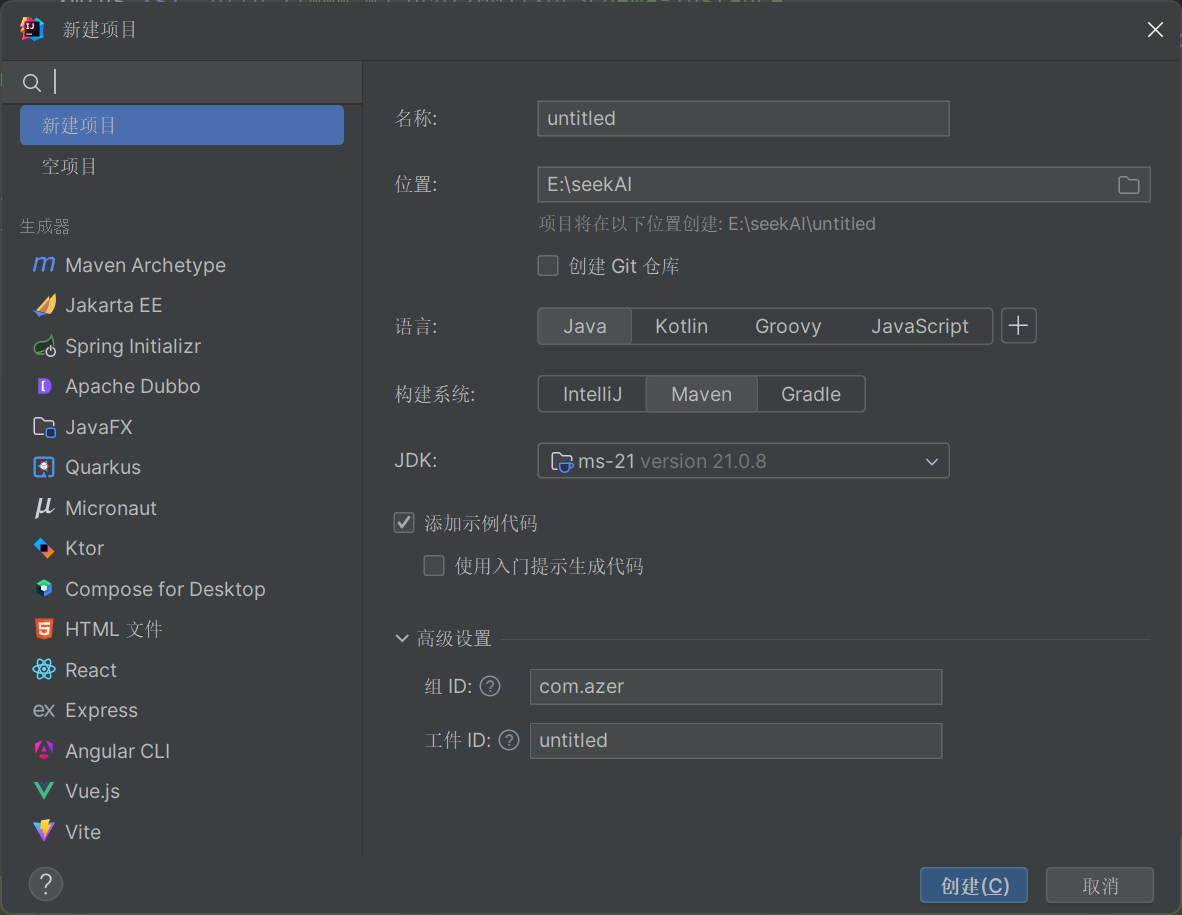 新建项目
新建项目
空项目
生成器
Maven Archetype
Jakarta EE
Spring Initializr
Apache Dubbo
JavaFX
Quarkus
Micronaut
Ktor
Compose for Desktop
HTML 文件
React
Express
Angular CLI
Vue.js
Vite
名称: untitled
位置: E:\seekAI
项目将在以下位置创建: E:\seekAI\untitled
创建 Git 仓库
语言: Java Kotlin Groovy JavaScript
构建系统: IntelliJ Maven Gradle
JDK: ms-21 version 21.0.8
添加示例代码
使用入门提示生成代码
高级设置
组 ID: com.azer
工件 ID: untitled
创建(C) 取消